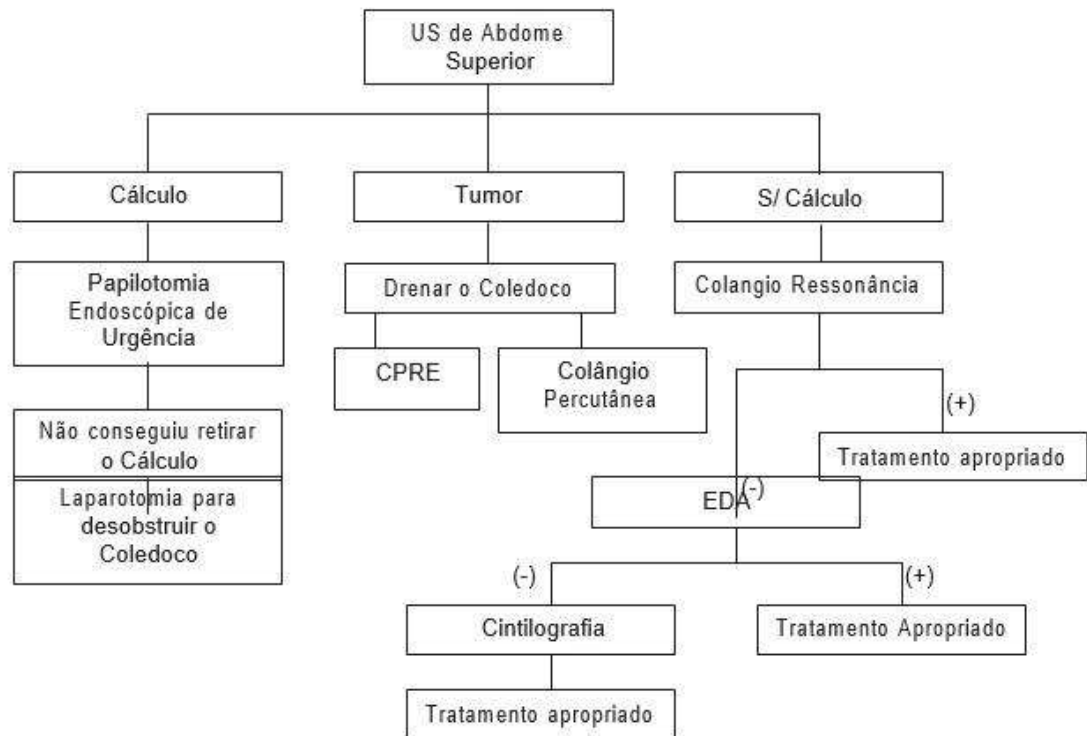 US de Abdome
Superior
Cálculo
Tumor
S/ Cálculo
Papilotomia
Endoscópica de
Urgência
Drenar o Coledoco
Colangio Ressonância
CPRE
Colângio
Percutânea
(+)
Não conseguiu retirar
o Cálculo
Tratamento apropriado
Laparotomia para
desobstruir o
Coledoco
(-)
EDA
(-)
(+)
Cintilografia
Tratamento Apropriado
Tratamento apropriado